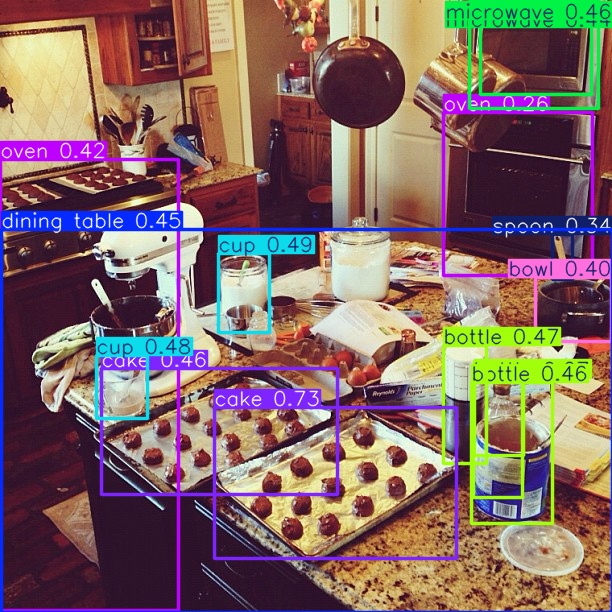 microwave 0.46
oven 0.26
oven 0.42
dining table 0.45
spoon 0.34
cup 0.49
bowl 0.40
bottle 0.47
cup 0.48
cake 0.46
bottle 0.46
cake 0.73
Reynolds
Parchment
Paper